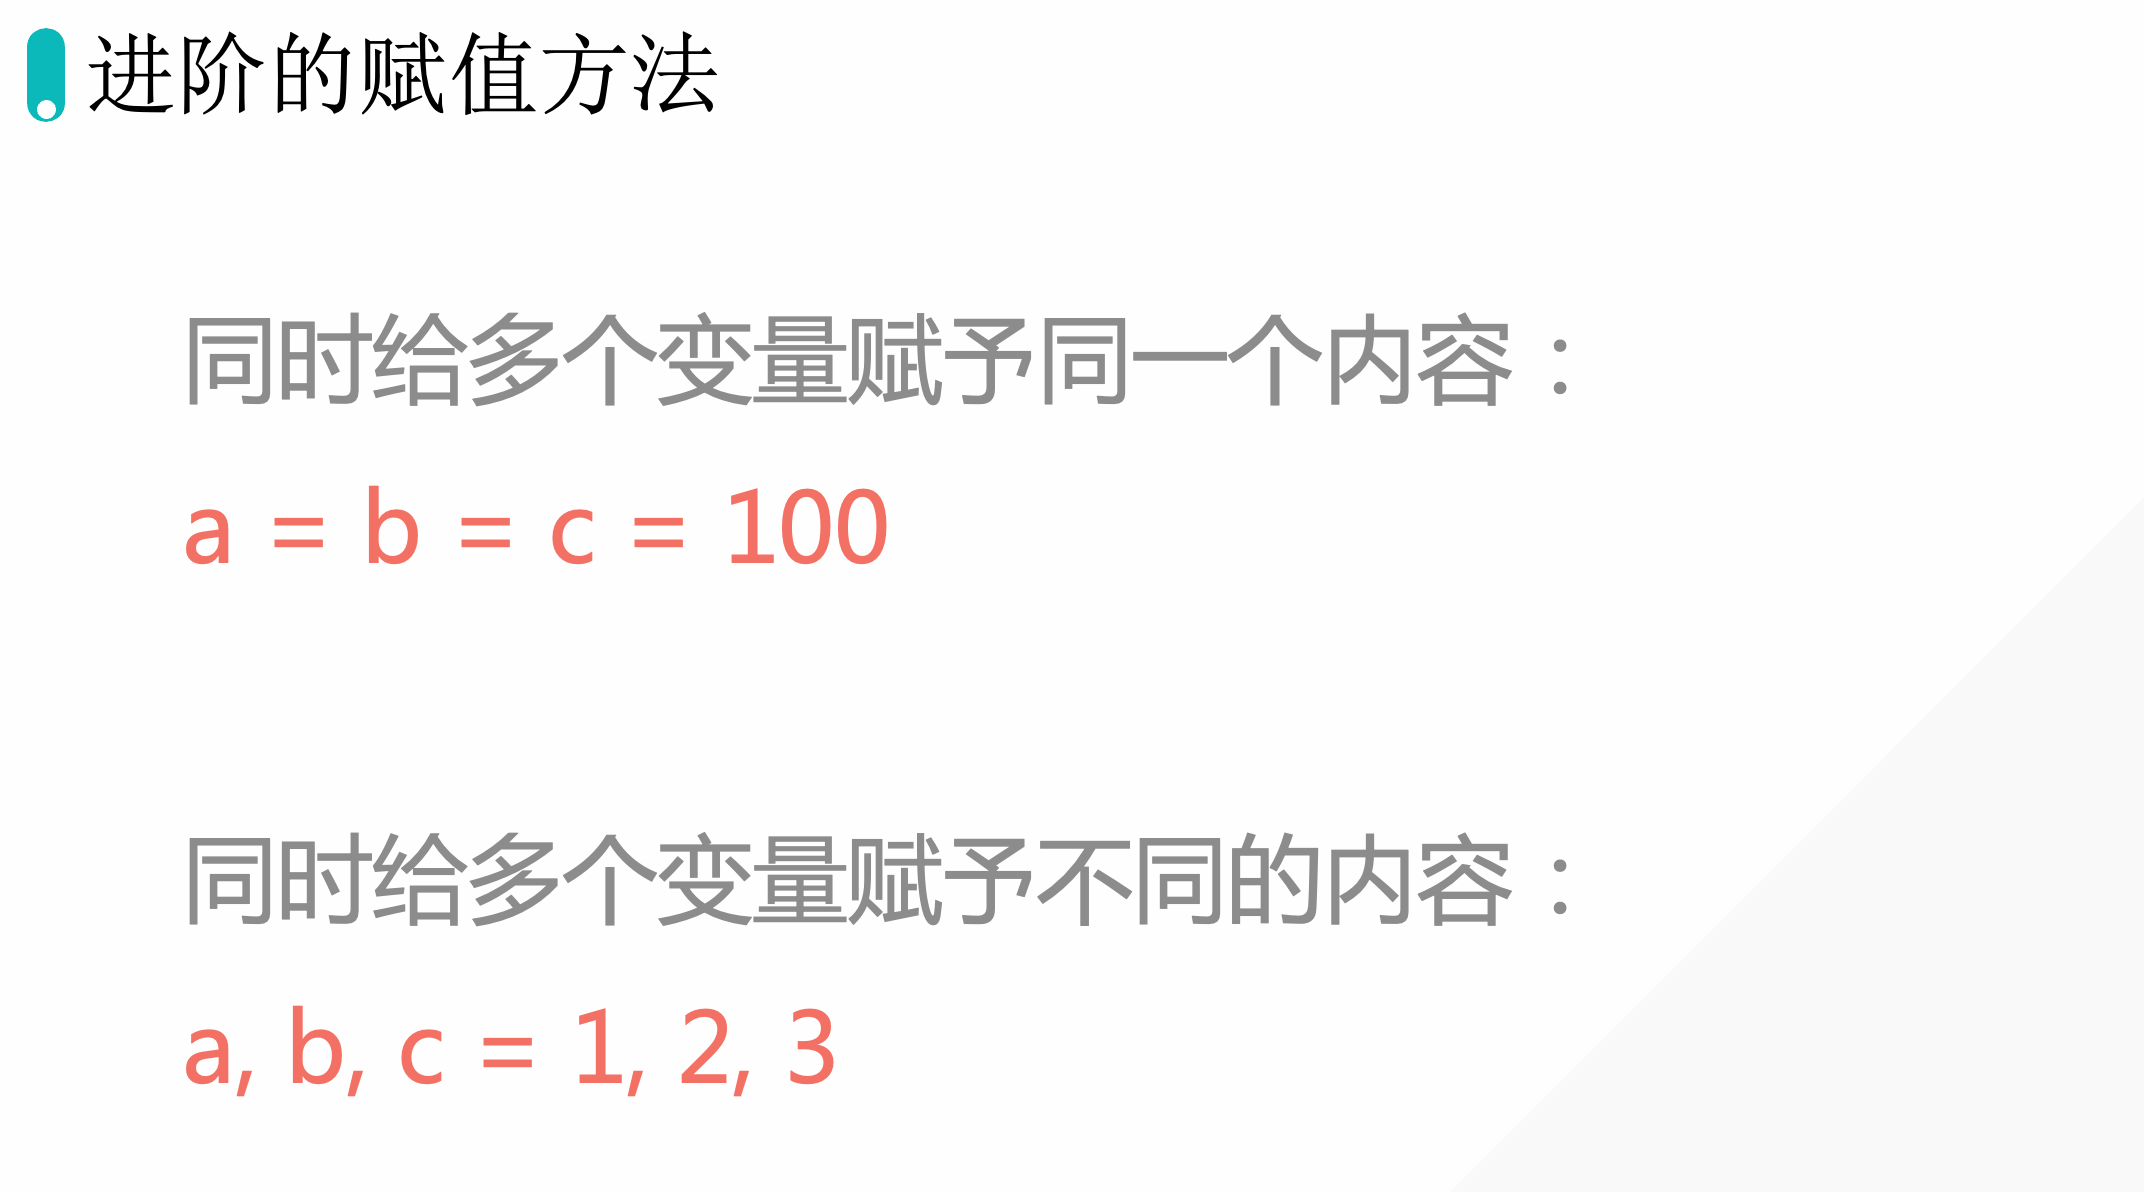 进阶的赋值方法
同时给多个变量赋予同一个内容：
a = b = c = 100
同时给多个变量赋予不同的内容：
a, b, c = 1, 2, 3